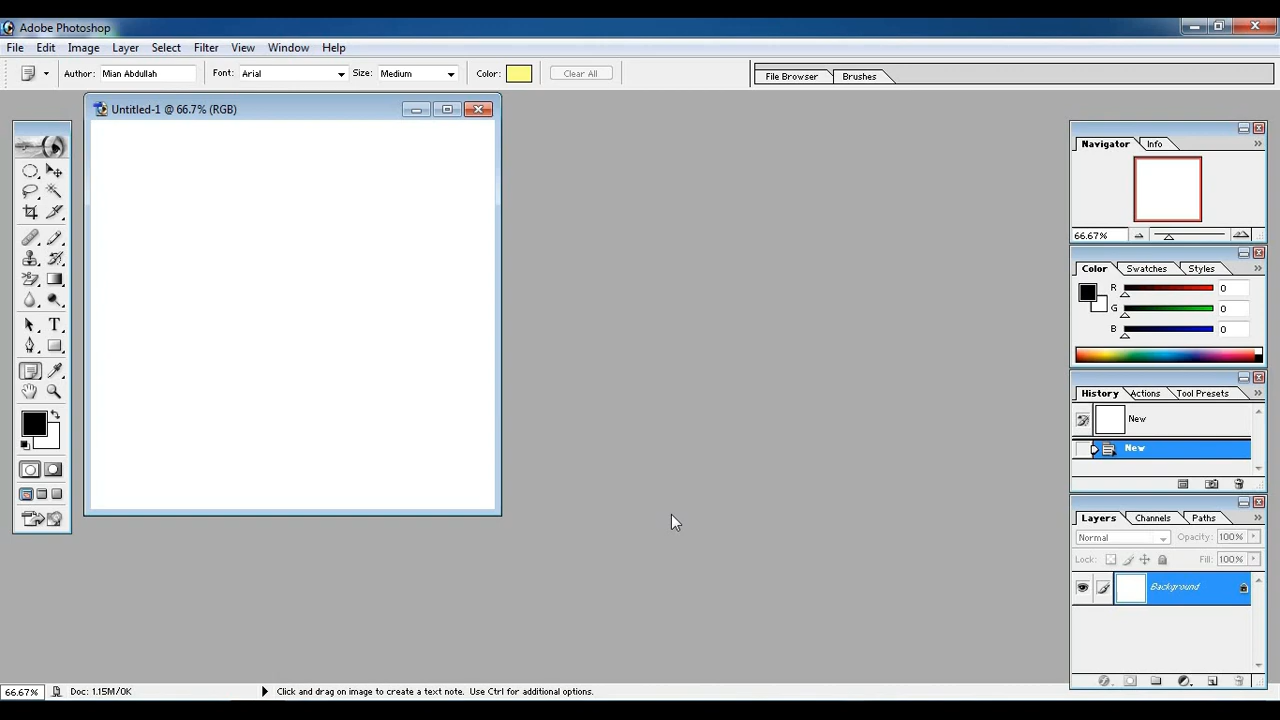 Adobe Photoshop
File Edit Image Layer Select Filter View Window Help
Author: Mian Abdullah Font: Arial Size: Medium Color: Clear All File Browser Brushes
Untitled-1 @ 66.7% (RGB)
Navigator Info
66.67%
Color Swatches Styles
R 0
G 0
B 0
History Actions Tool Presets
New
New
Layers Channels Paths
Normal Opacity: 100%
Lock: Fill: 100%
Background
T
66.67% Doc: 1.15M/0K Click and drag on image to create a text note. Use Ctrl for additional options.